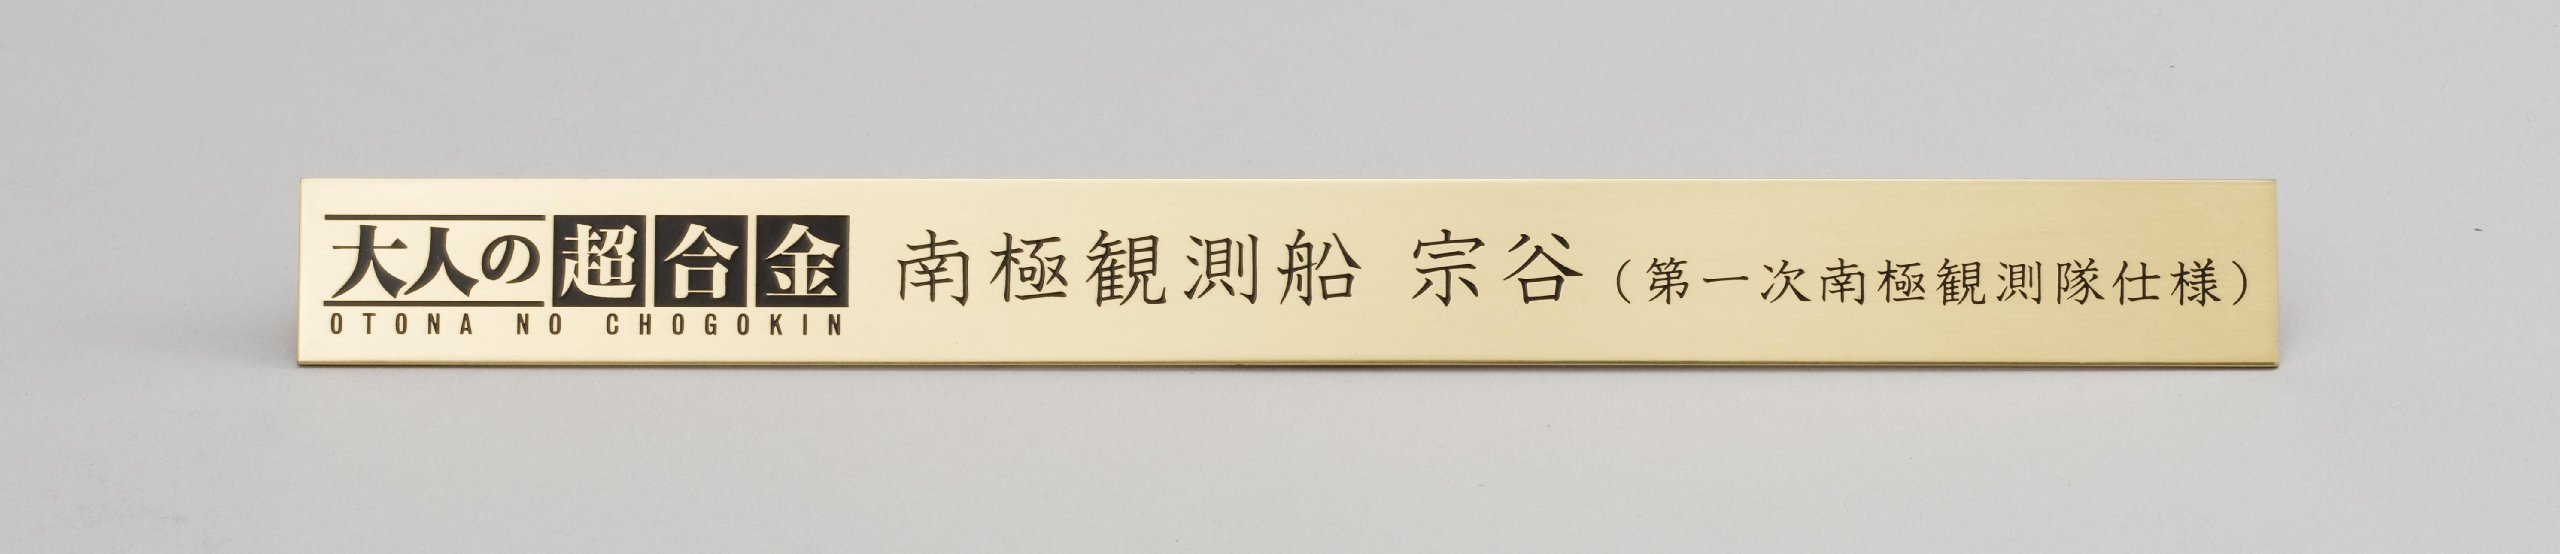 大人の超合金
OTONA NO CHOGOKIN
南極観測船 宗谷（第一次南極観測隊仕様）